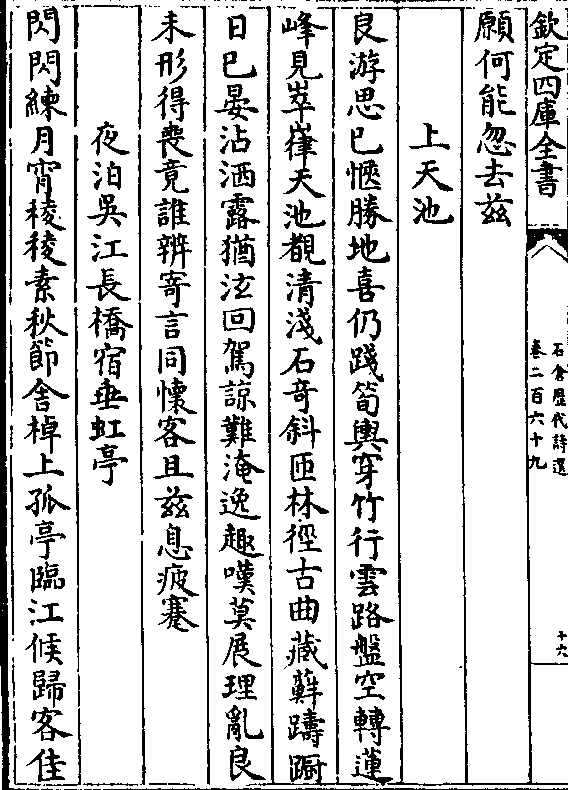 欽定四庫全書
石倉歷代詩選
卷二百六十九
十六
願何能忽去茲
上天池
良游思已愜勝地喜仍踐筍輿穿竹行雲路盤空轉蓮
峰見崒嵂天池覩清淺石竒斜匝林徑古曲藏蘚躊蹰
日已晏沾洒露猶泫回駕諒難淹逸趣嘆莫展理亂良
未形得喪竟誰辨寄言同懷客且茲息疲蹇
夜泊吳江長橋宿垂虹亭
閃閃練月宵稜稜素秋節舍棹上孤亭臨江候歸客佳